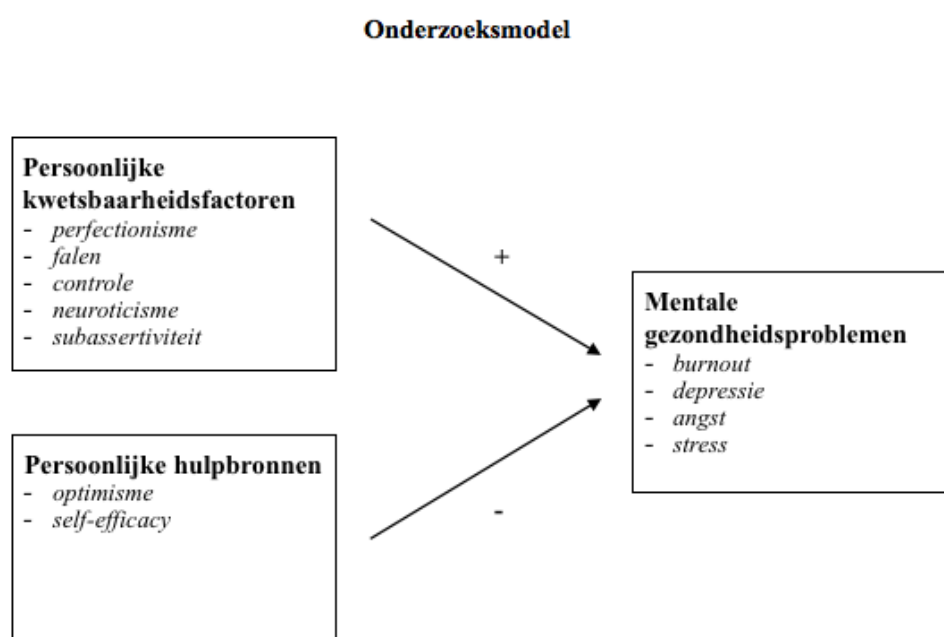 Onderzoeksmodel
Persoonlijke
kwetsbaarheidsfactoren
- perfectionisme
- falen
- controle
- neuroticisme
- subassertiviteit
+
Mentale
gezondheidsproblemen
- burnout
- depressie
- angst
- stress
Persoonlijke hulpbronnen
- optimisme
- self-efficacy
-